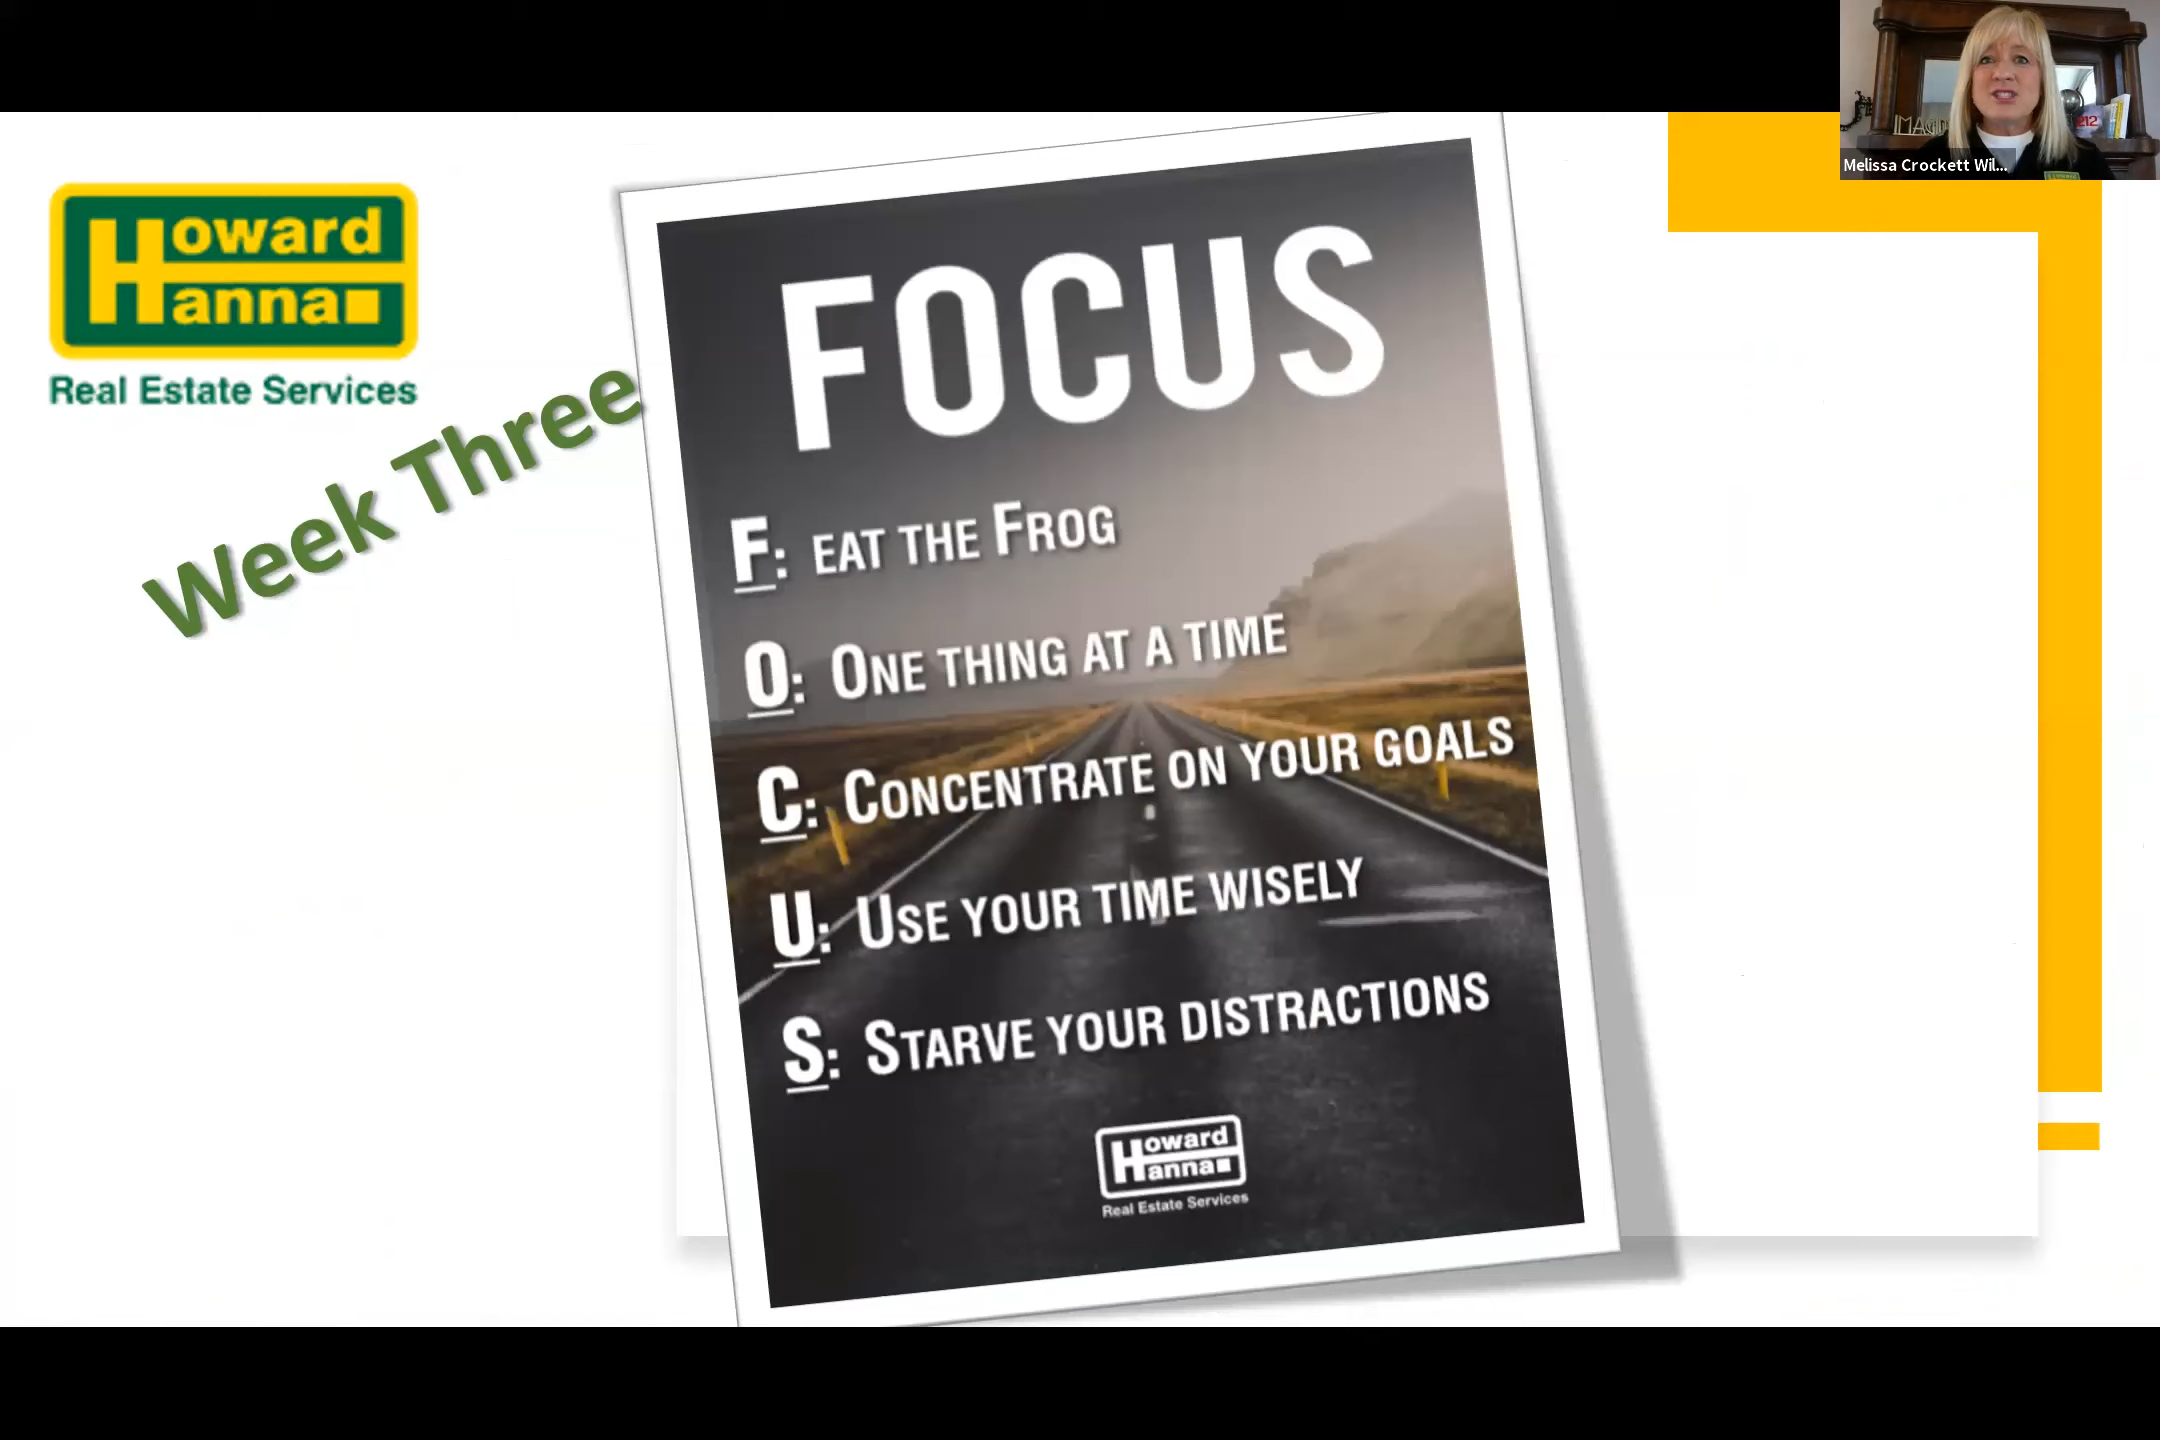 Howard
Hanna
Real Estate Services
Week Three
FOCUS
F: EAT THE FROG
O: ONE THING AT A TIME
C: CONCENTRATE ON YOUR GOALS
U: USE YOUR TIME WISELY
S: STARVE YOUR DISTRACTIONS
Howard
Hanna
Real Estate Services
Melissa Crockett Wil...
212